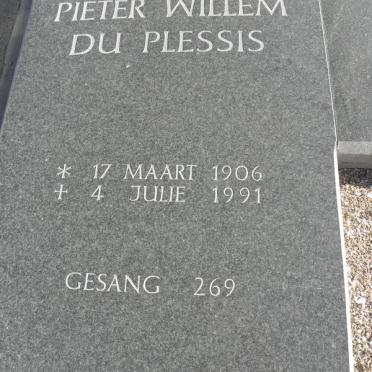 PIETER WILLEM
DU PLESSIS
* 17 MAART 1906
† 4 JULIE 1991
GESANG 269